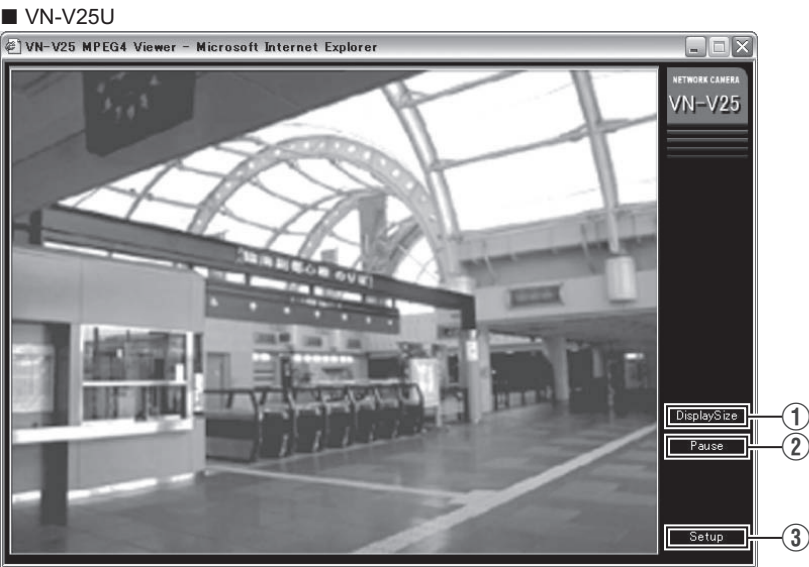 ■ VN-V25U
VN-V25 MPEG4 Viewer - Microsoft Internet Explorer
NETWORK CAMERA
VN-V25
DisplaySize
①
Pause
②
Setup
③